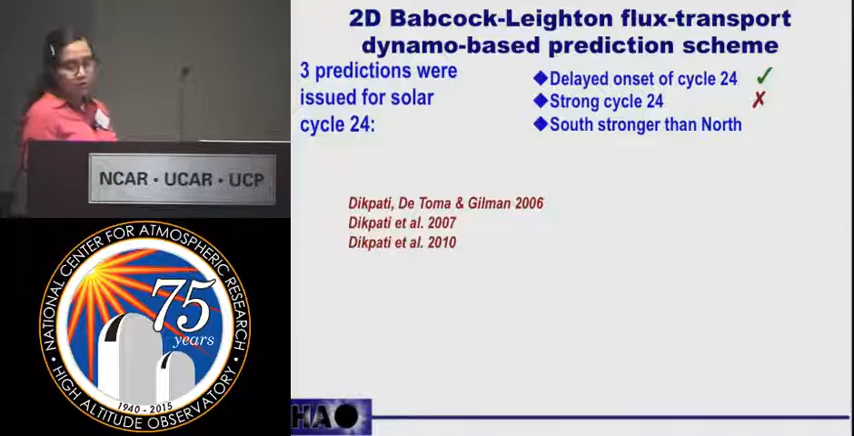 2D Babcock-Leighton flux-transport
dynamo-based prediction scheme
3 predictions were
issued for solar
cycle 24:
◆Delayed onset of cycle 24 ✓
◆Strong cycle 24 ✗
◆South stronger than North
Dikpati, De Toma & Gilman 2006
Dikpati et al. 2007
Dikpati et al. 2010
NCAR • UCAR • UCP
NATIONAL CENTER FOR ATMOSPHERIC RESEARCH
75
years
1940 - 2015
HIGH ALTITUDE OBSERVATORY
HAO